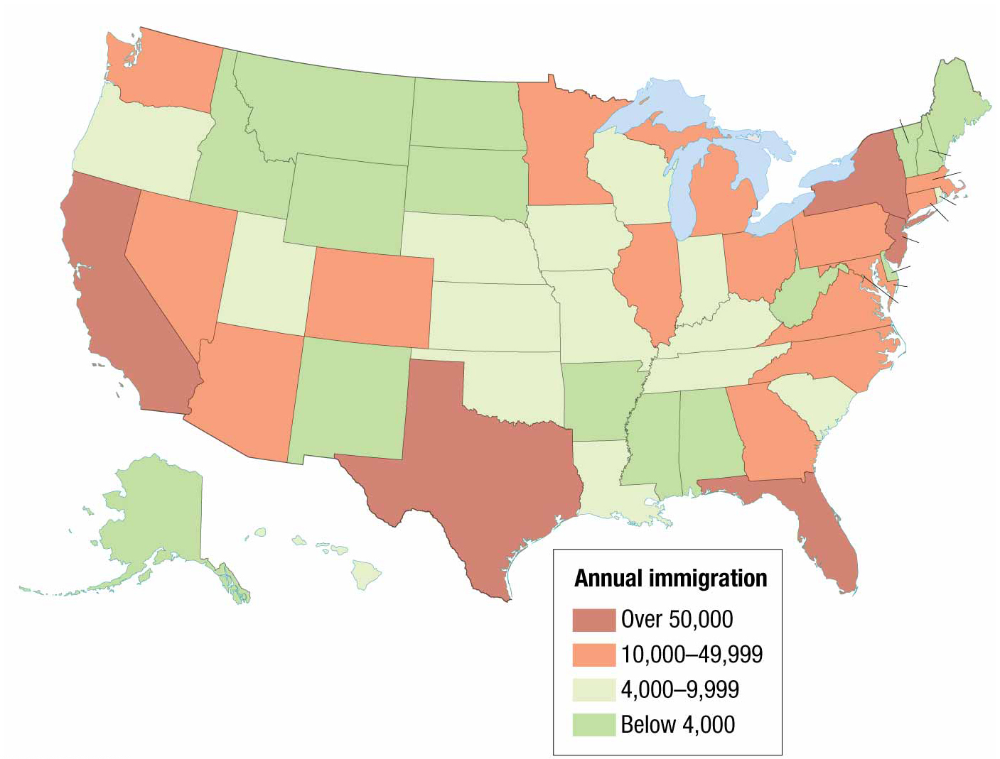 Annual immigration
Over 50,000
10,000–49,999
4,000–9,999
Below 4,000